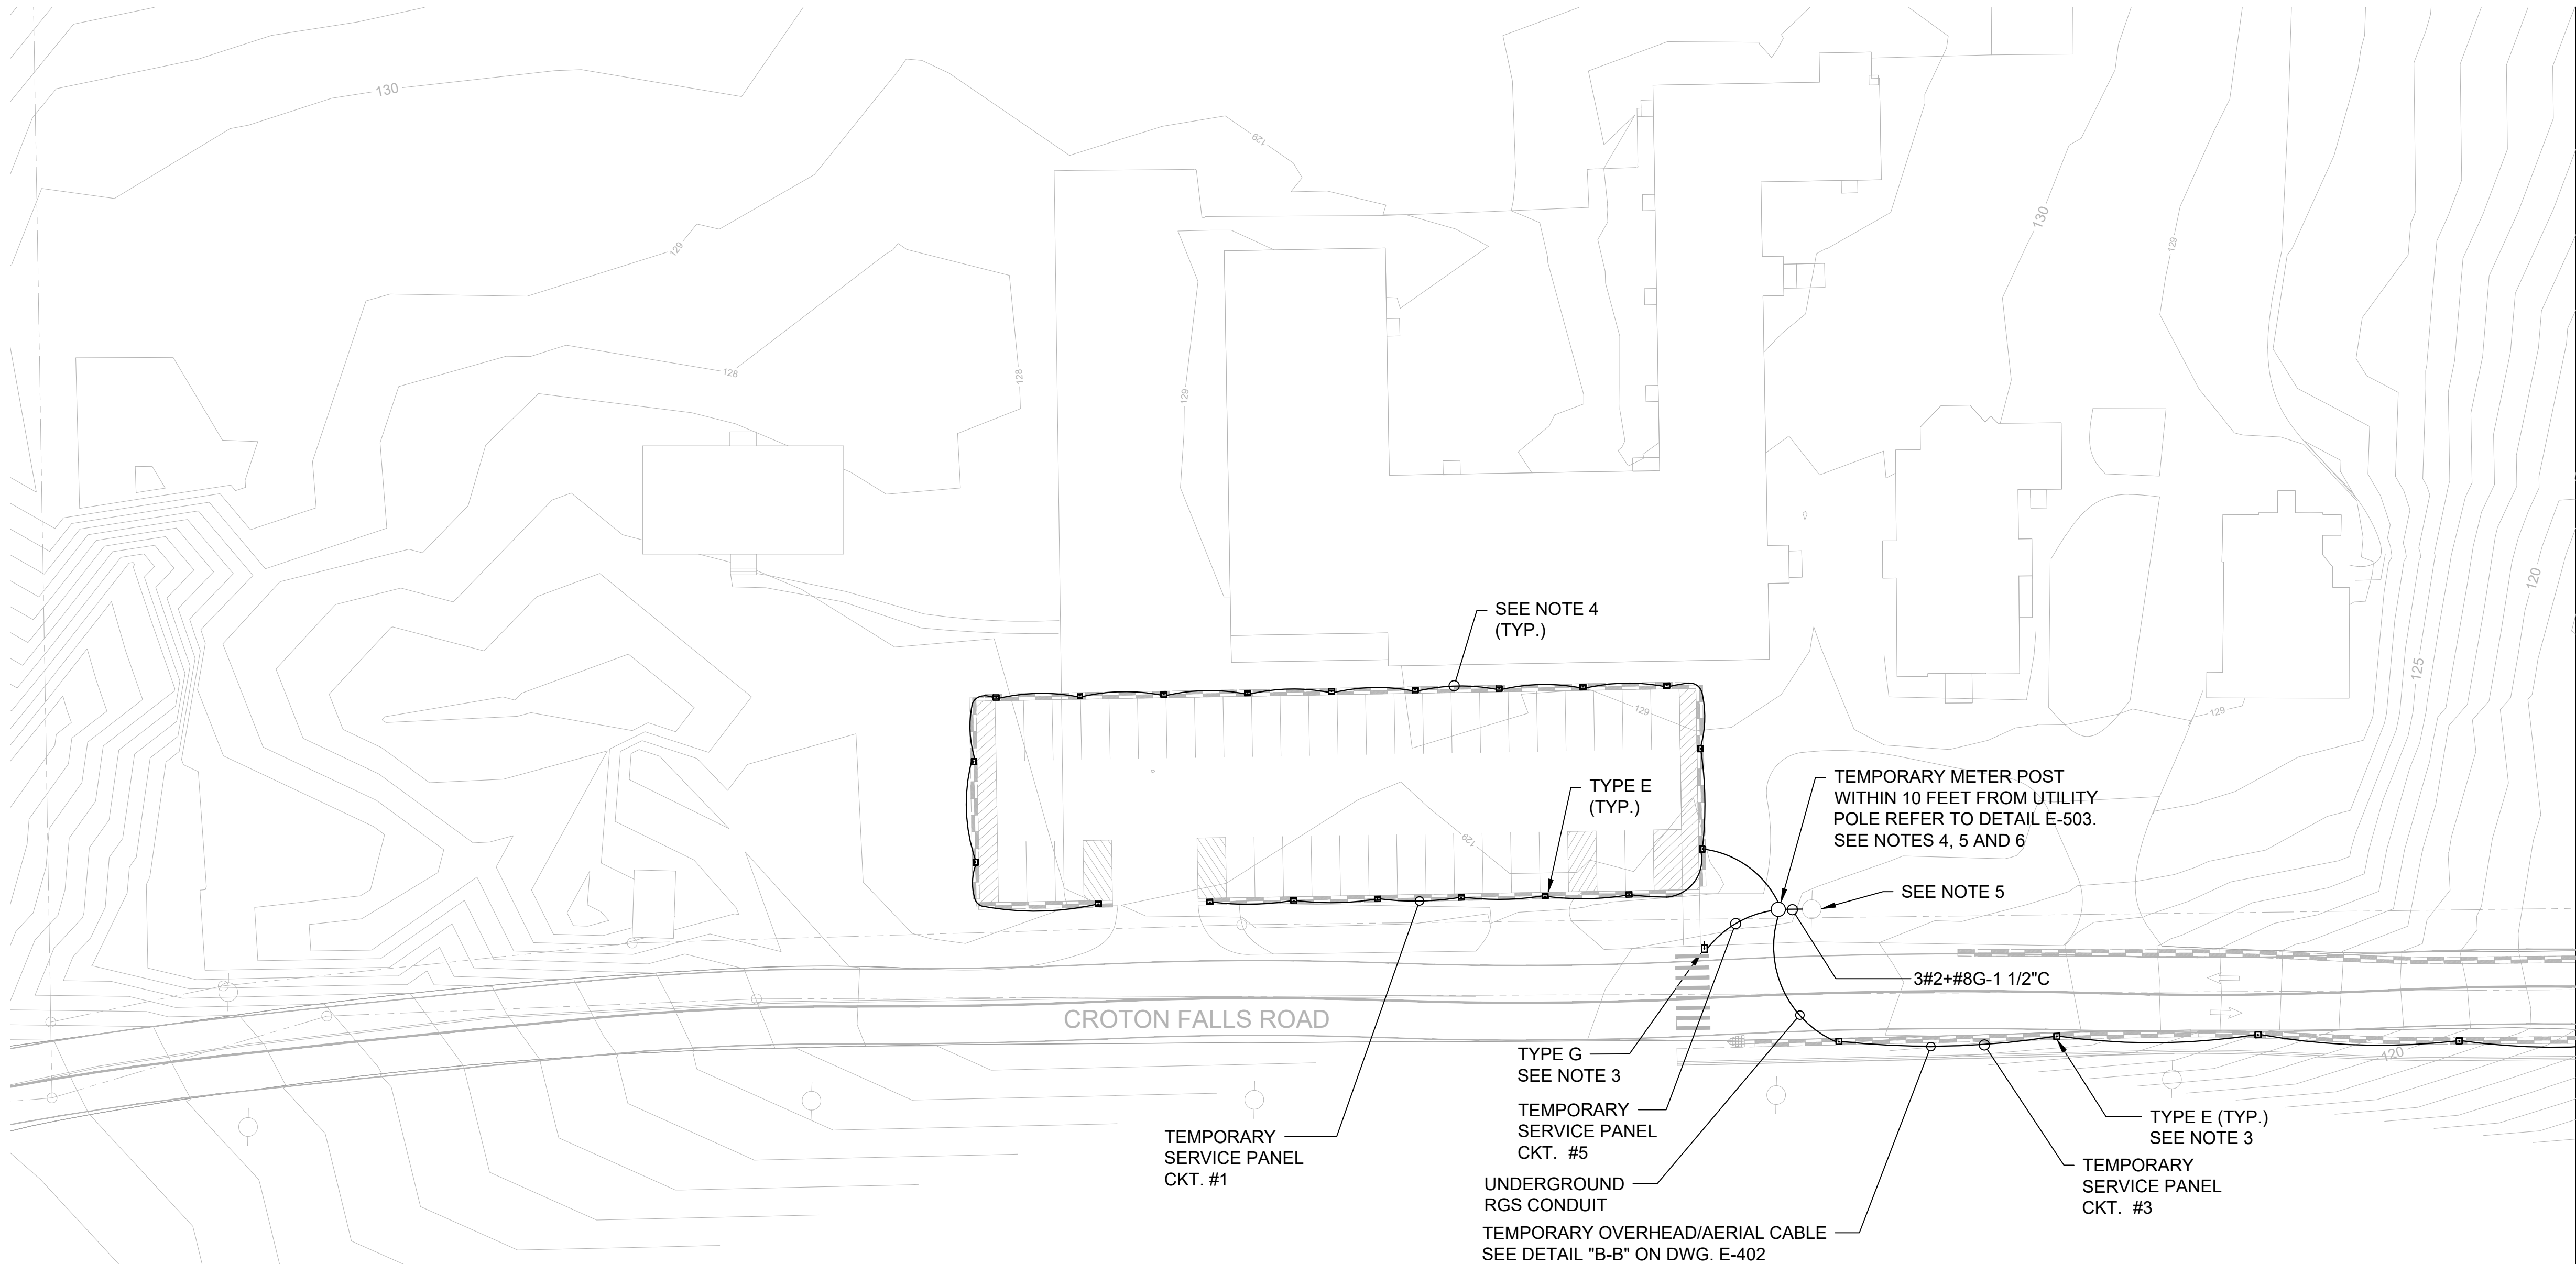 130
129
129
130
129
128
128
129
120
SEE NOTE 4
(TYP.)
125
129
129
TYPE E
(TYP.)
TEMPORARY METER POST
WITHIN 10 FEET FROM UTILITY
POLE REFER TO DETAIL E-503.
SEE NOTES 4, 5 AND 6
129
SEE NOTE 5
3#2+#8G-1 1/2"C
CROTON FALLS ROAD
120
TYPE G
SEE NOTE 3
TEMPORARY
SERVICE PANEL
CKT. #5
TYPE E (TYP.)
SEE NOTE 3
TEMPORARY
SERVICE PANEL
CKT. #1
TEMPORARY
SERVICE PANEL
CKT. #3
UNDERGROUND
RGS CONDUIT
TEMPORARY OVERHEAD/AERIAL CABLE
SEE DETAIL "B-B" ON DWG. E-402